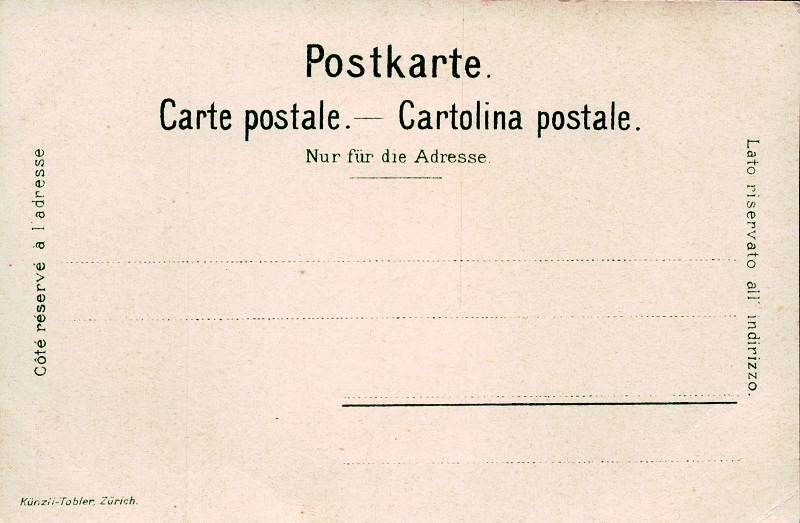 Postkarte.
Carte postale.— Cartolina postale.
Nur für die Adresse.
Côté réservé à l'adresse
Lato riservato all' indirizzo.
Künzli-Tobler, Zürich.